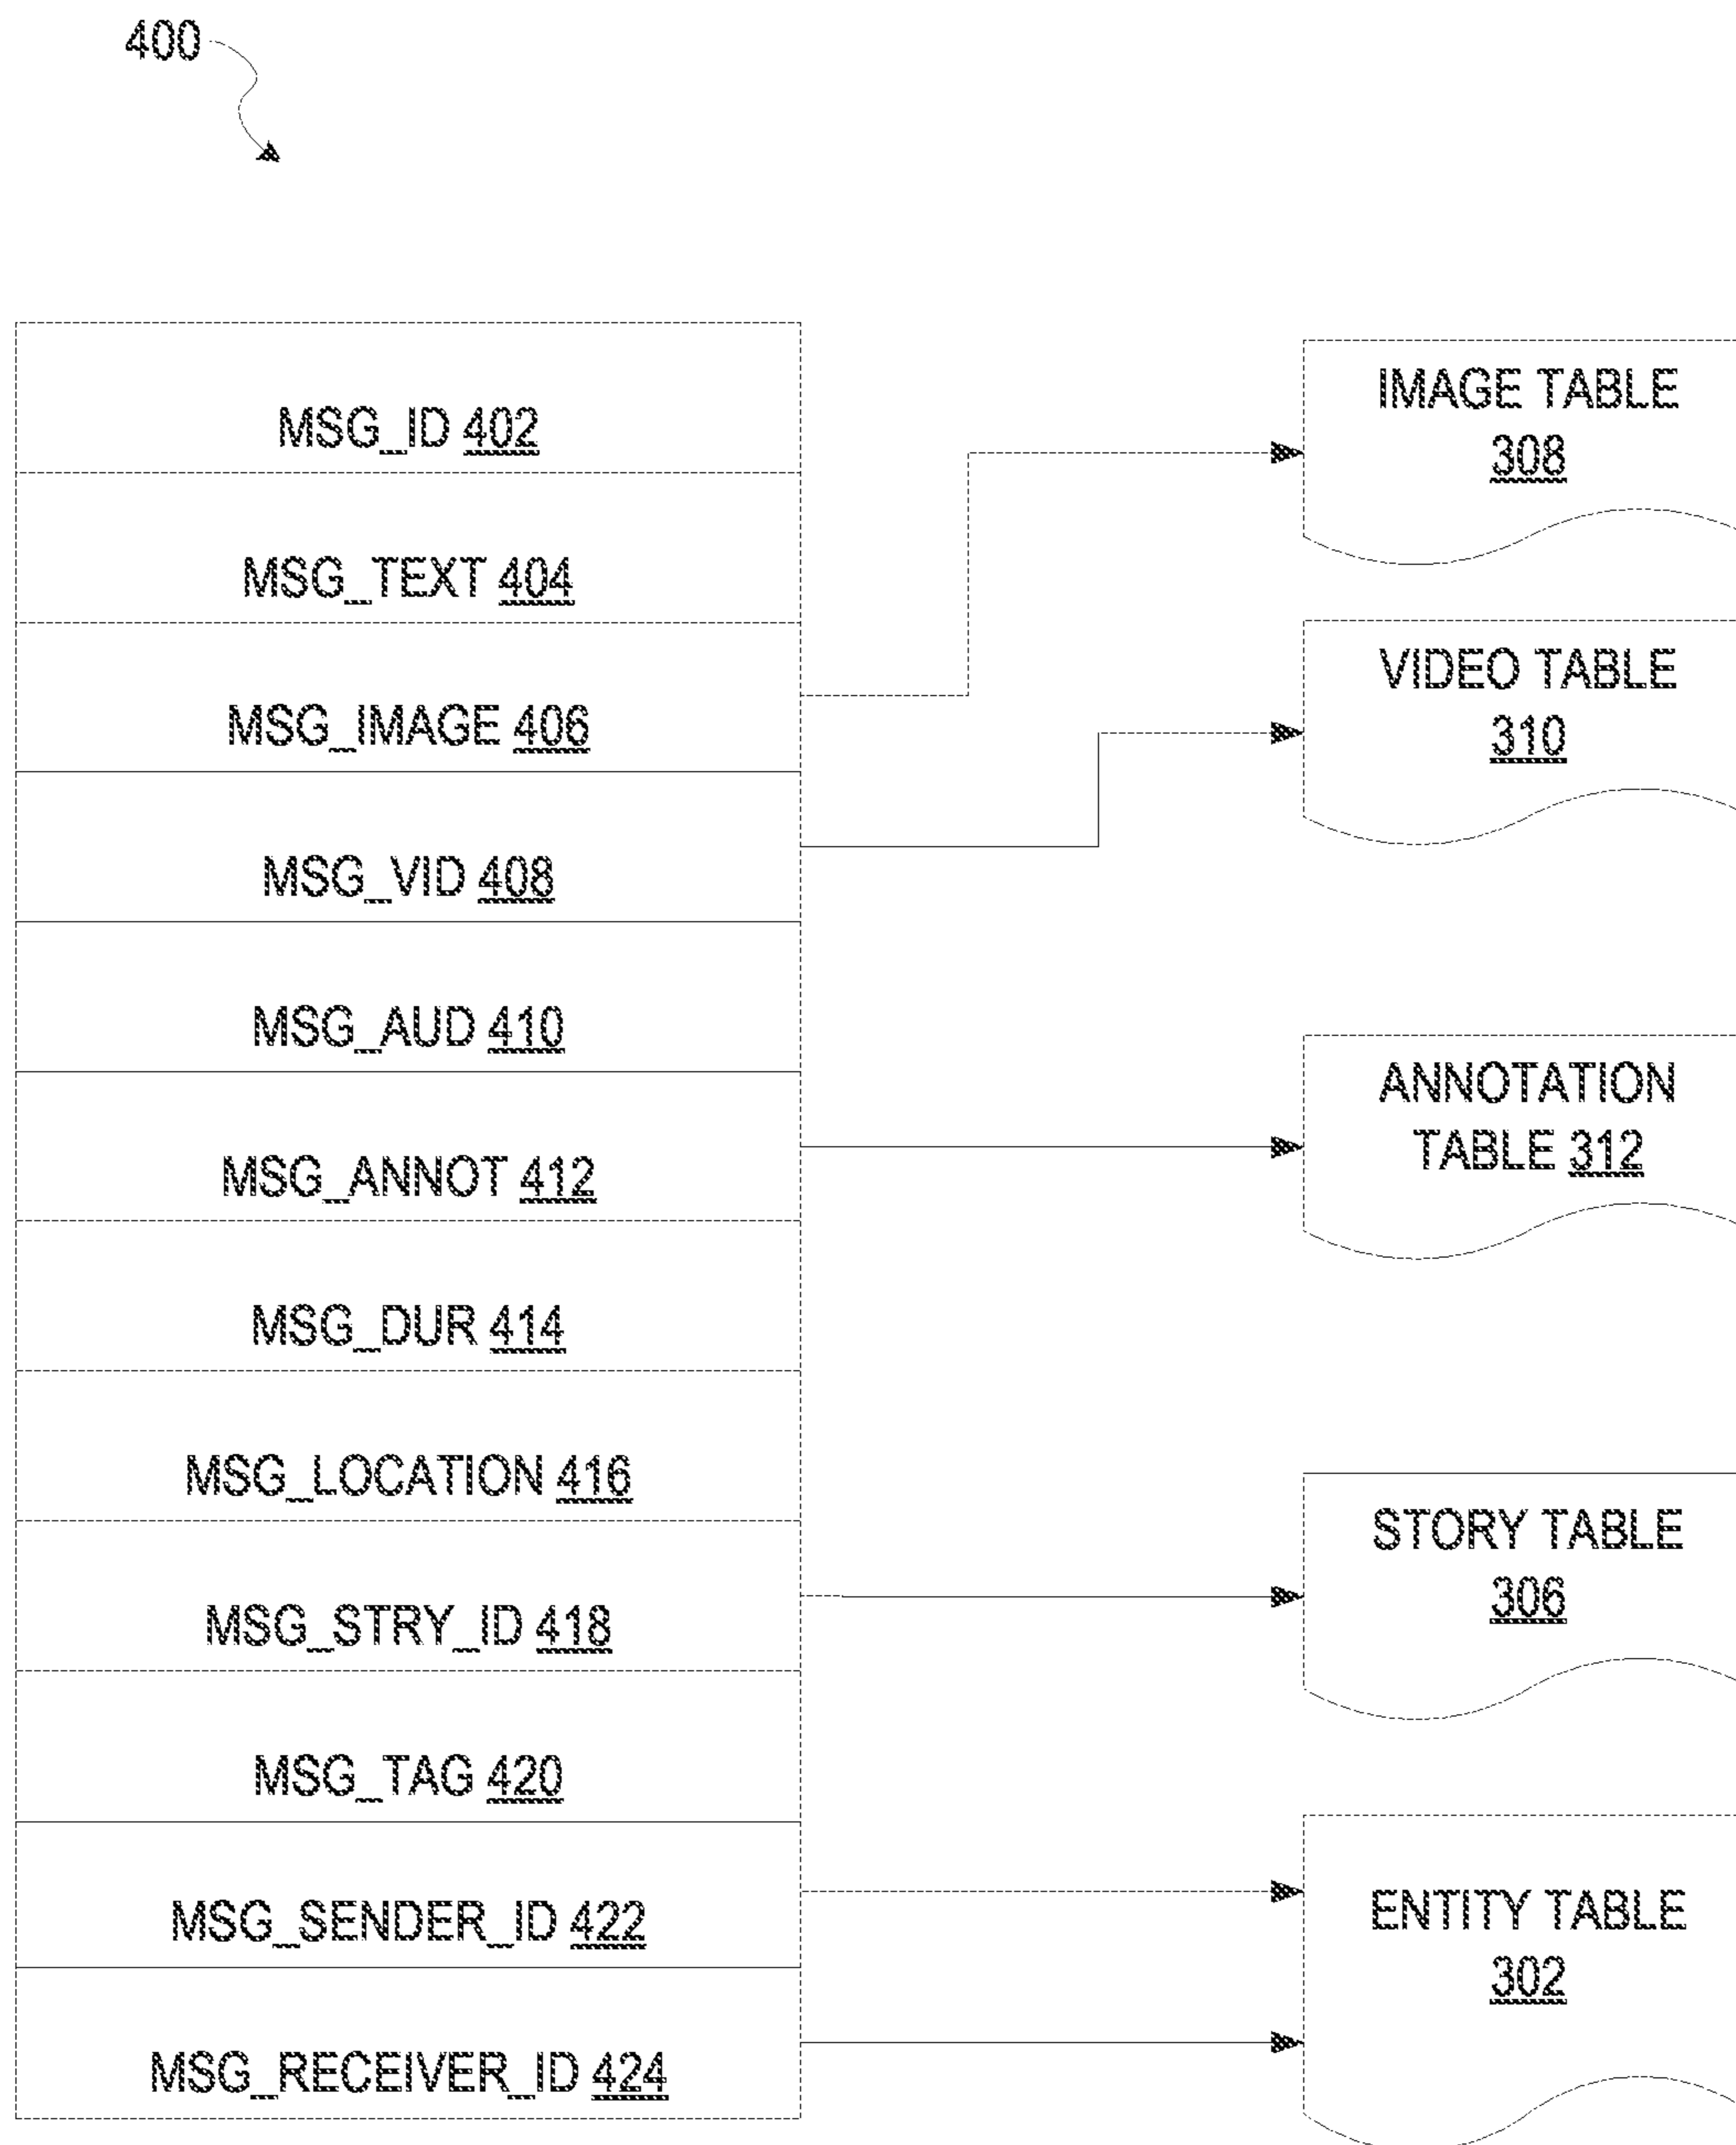 400
MSG_ID 402
MSG_TEXT 404
MSG_IMAGE 406
MSG_VID 408
MSG_AUD 410
MSG_ANNOT 412
MSG_DUR 414
MSG_LOCATION 416
MSG_STRY_ID 418
MSG_TAG 420
MSG_SENDER_ID 422
MSG_RECEIVER_ID 424
IMAGE TABLE
308
VIDEO TABLE
310
ANNOTATION
TABLE 312
STORY TABLE
306
ENTITY TABLE
302